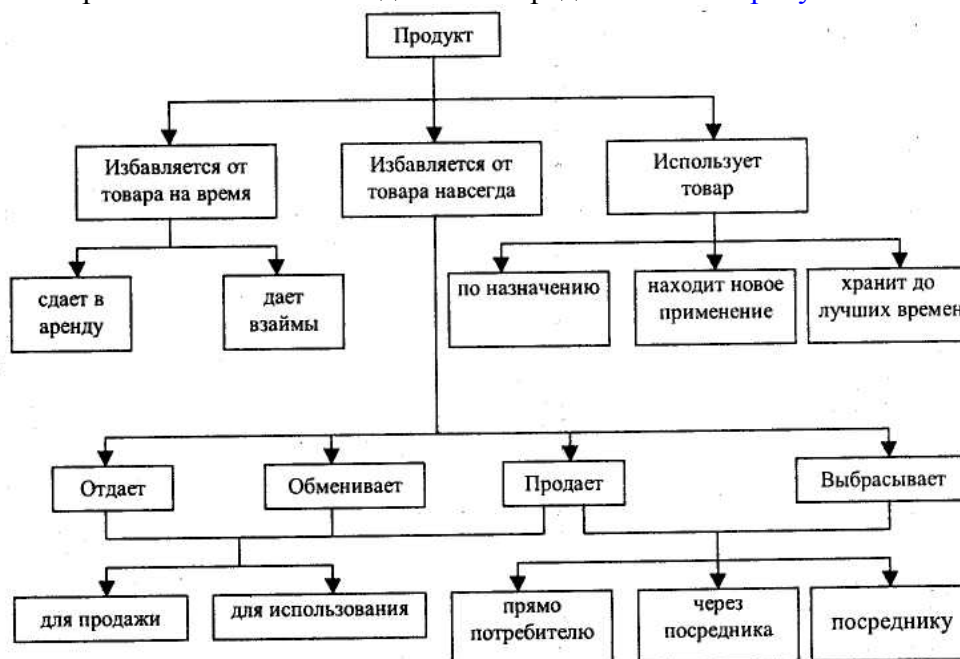 Продукт
Избавляется от
товара на время
Избавляется от
товара навсегда
Использует
товар
сдает в
аренду
дает
взаймы
по назначению
находит новое
применение
хранит до
лучших времен
Отдает
Обменивает
Продает
Выбрасывает
для продажи
для использования
прямо
потребителю
через
посредника
посреднику